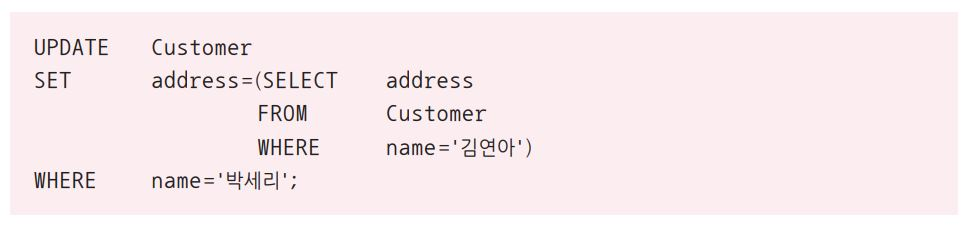 UPDATE Customer
SET address=(SELECT address
FROM Customer
WHERE name='김연아')
WHERE name='박세리';